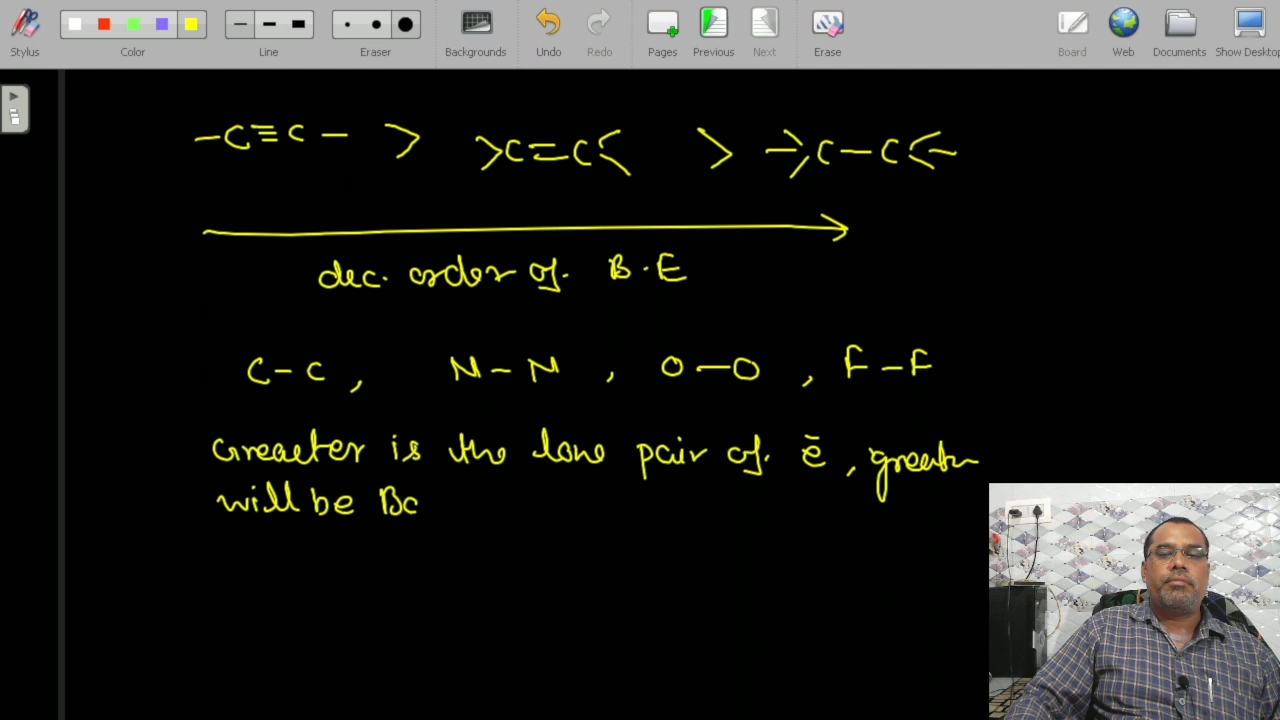 Stylus Color Line Eraser Backgrounds Undo Redo Pages Previous Next Erase Board Web Documents Show Desktop
-C≡C- > >C=C< > ⪫C-C⪪
dec. order of. B.E
C-C, N-N, O-O, F-F
Greater is the lone pair of. ē, greater
will be Bo